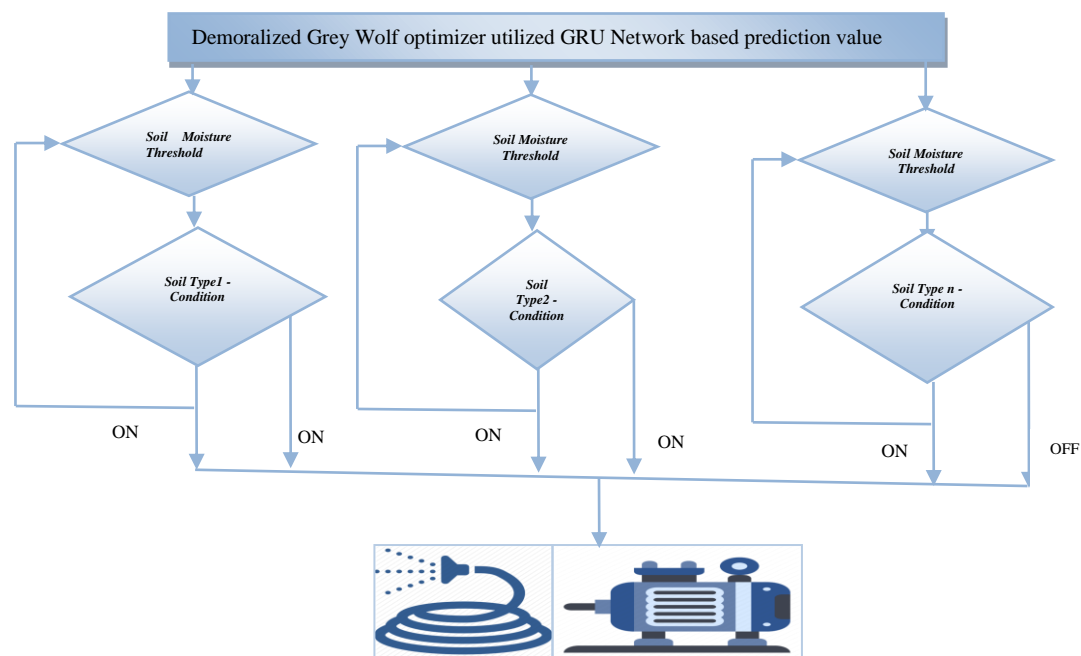 Demoralized Grey Wolf optimizer utilized GRU Network based prediction value
Soil Moisture
Threshold
Soil Moisture
Threshold
Soil Moisture
Threshold
Soil Type1 -
Condition
Soil
Type2 -
Condition
Soil Type n -
Condition
ON
ON
ON
ON
ON
OFF